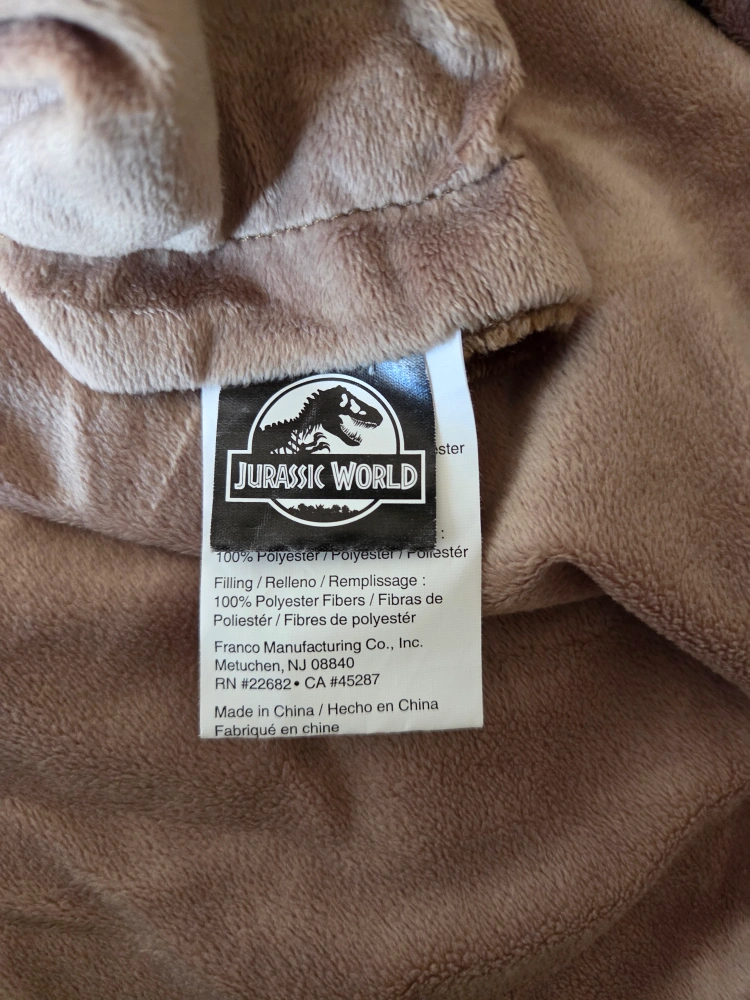 JURASSIC WORLD
:
100% Polyester / Polyester / Poliestér
Filling / Relleno / Remplissage :
100% Polyester Fibers / Fibras de
Poliestér / Fibres de polyestér
Franco Manufacturing Co., Inc.
Metuchen, NJ 08840
RN #22682• CA #45287
Made in China / Hecho en China
Fabriqué en chine